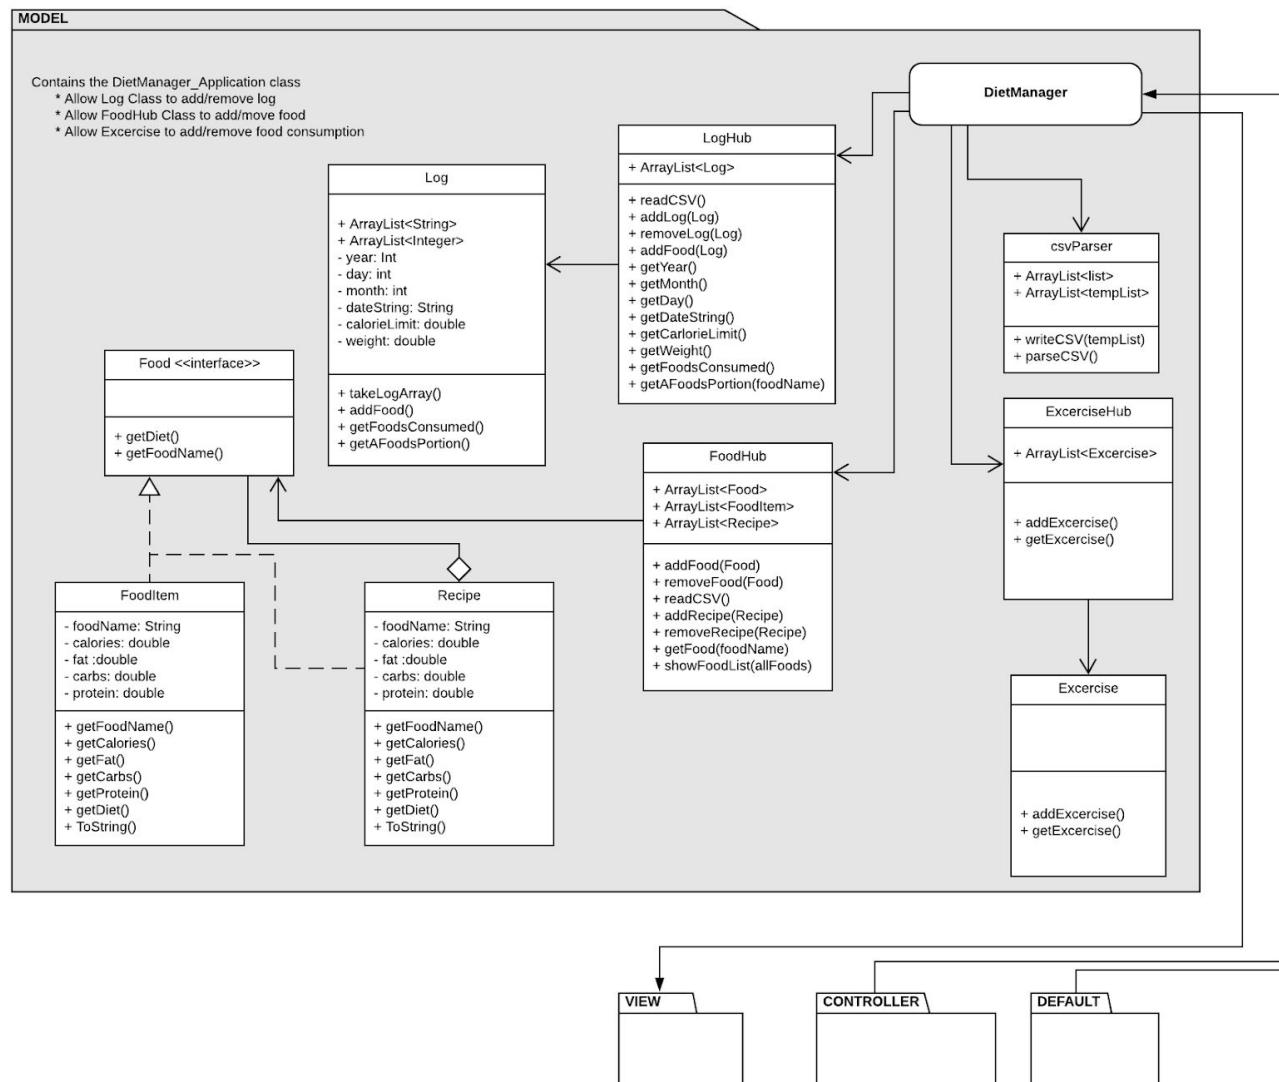 MODEL
Contains the DietManager_Application class
* Allow Log Class to add/remove log
* Allow FoodHub Class to add/move food
* Allow Excercise to add/remove food consumption
DietManager
LogHub
+ ArrayList<Log>
+ readCSV()
+ addLog(Log)
+ removeLog(Log)
+ addFood(Log)
+ getYear()
+ getMonth()
+ getDay()
+ getDateString()
+ getCarlorieLimit()
+ getWeight()
+ getFoodsConsumed()
+ getAFoodsPortion(foodName)
Log
+ ArrayList<String>
+ ArrayList<Integer>
- year: Int
- day: int
- month: int
- dateString: String
- calorieLimit: double
- weight: double
+ takeLogArray()
+ addFood()
+ getFoodsConsumed()
+ getAFoodsPortion()
csvParser
+ ArrayList<list>
+ ArrayList<tempList>
+ writeCSV(tempList)
+ parseCSV()
Food <<interface>>
+ getDiet()
+ getFoodName()
ExcerciseHub
+ ArrayList<Excercise>
+ addExcercise()
+ getExcercise()
FoodHub
+ ArrayList<Food>
+ ArrayList<FoodItem>
+ ArrayList<Recipe>
+ addFood(Food)
+ removeFood(Food)
+ readCSV()
+ addRecipe(Recipe)
+ removeRecipe(Recipe)
+ getFood(foodName)
+ showFoodList(allFoods)
FoodItem
- foodName: String
- calories: double
- fat :double
- carbs: double
- protein: double
+ getFoodName()
+ getCalories()
+ getFat()
+ getCarbs()
+ getProtein()
+ getDiet()
+ ToString()
Recipe
- foodName: String
- calories: double
- fat :double
- carbs: double
- protein: double
+ getFoodName()
+ getCalories()
+ getFat()
+ getCarbs()
+ getProtein()
+ getDiet()
+ ToString()
Excercise
+ addExcercise()
+ getExcercise()
VIEW
CONTROLLER
DEFAULT